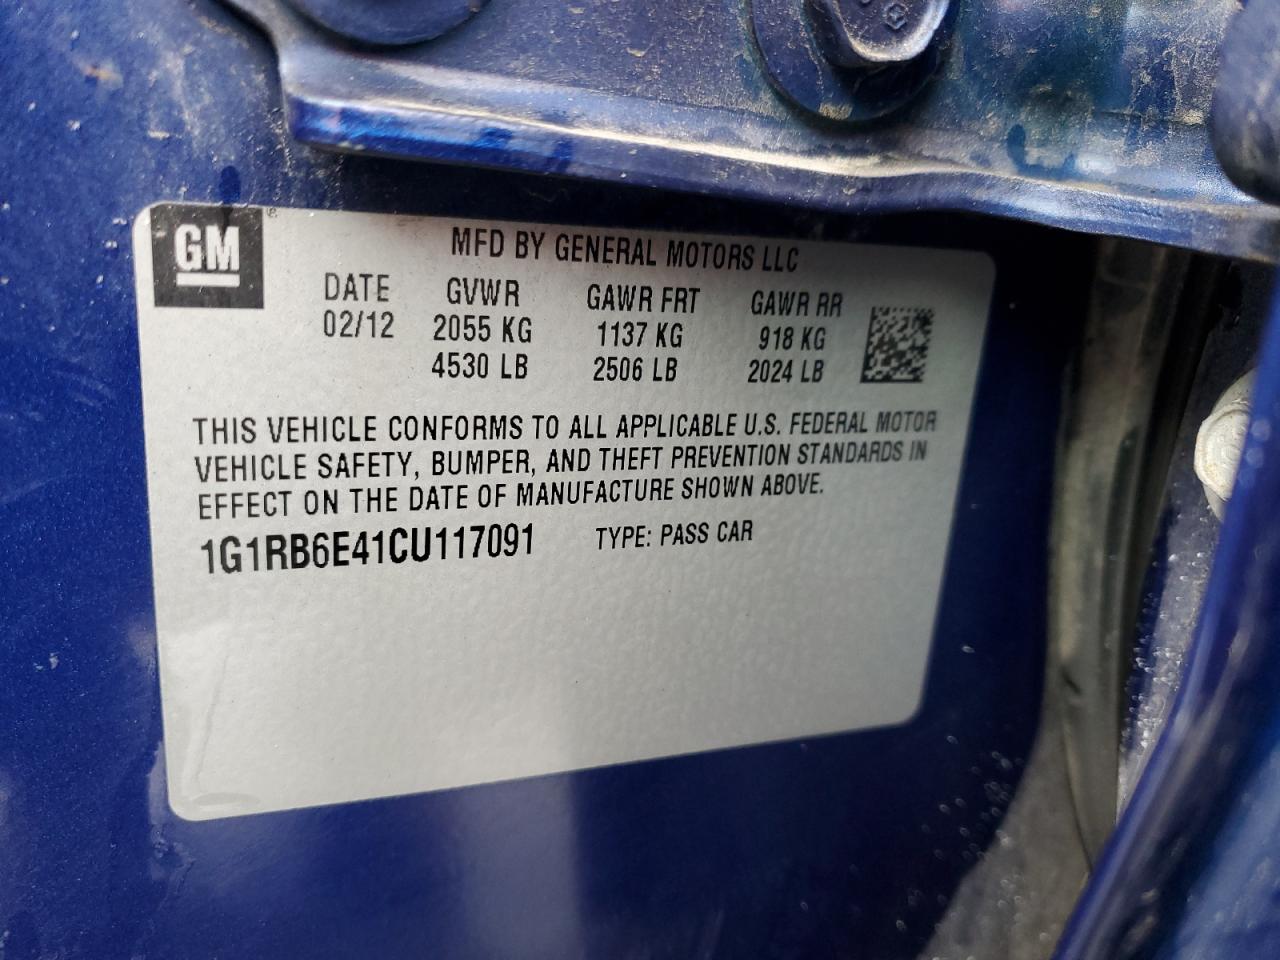 GM
MFD BY GENERAL MOTORS LLC
DATE GVWR GAWR FRT GAWR RR
02/12 2055 KG 1137 KG 918 KG
4530 LB 2506 LB 2024 LB
THIS VEHICLE CONFORMS TO ALL APPLICABLE U.S. FEDERAL MOTOR
VEHICLE SAFETY, BUMPER, AND THEFT PREVENTION STANDARDS IN
EFFECT ON THE DATE OF MANUFACTURE SHOWN ABOVE.
1G1RB6E41CU117091 TYPE: PASS CAR